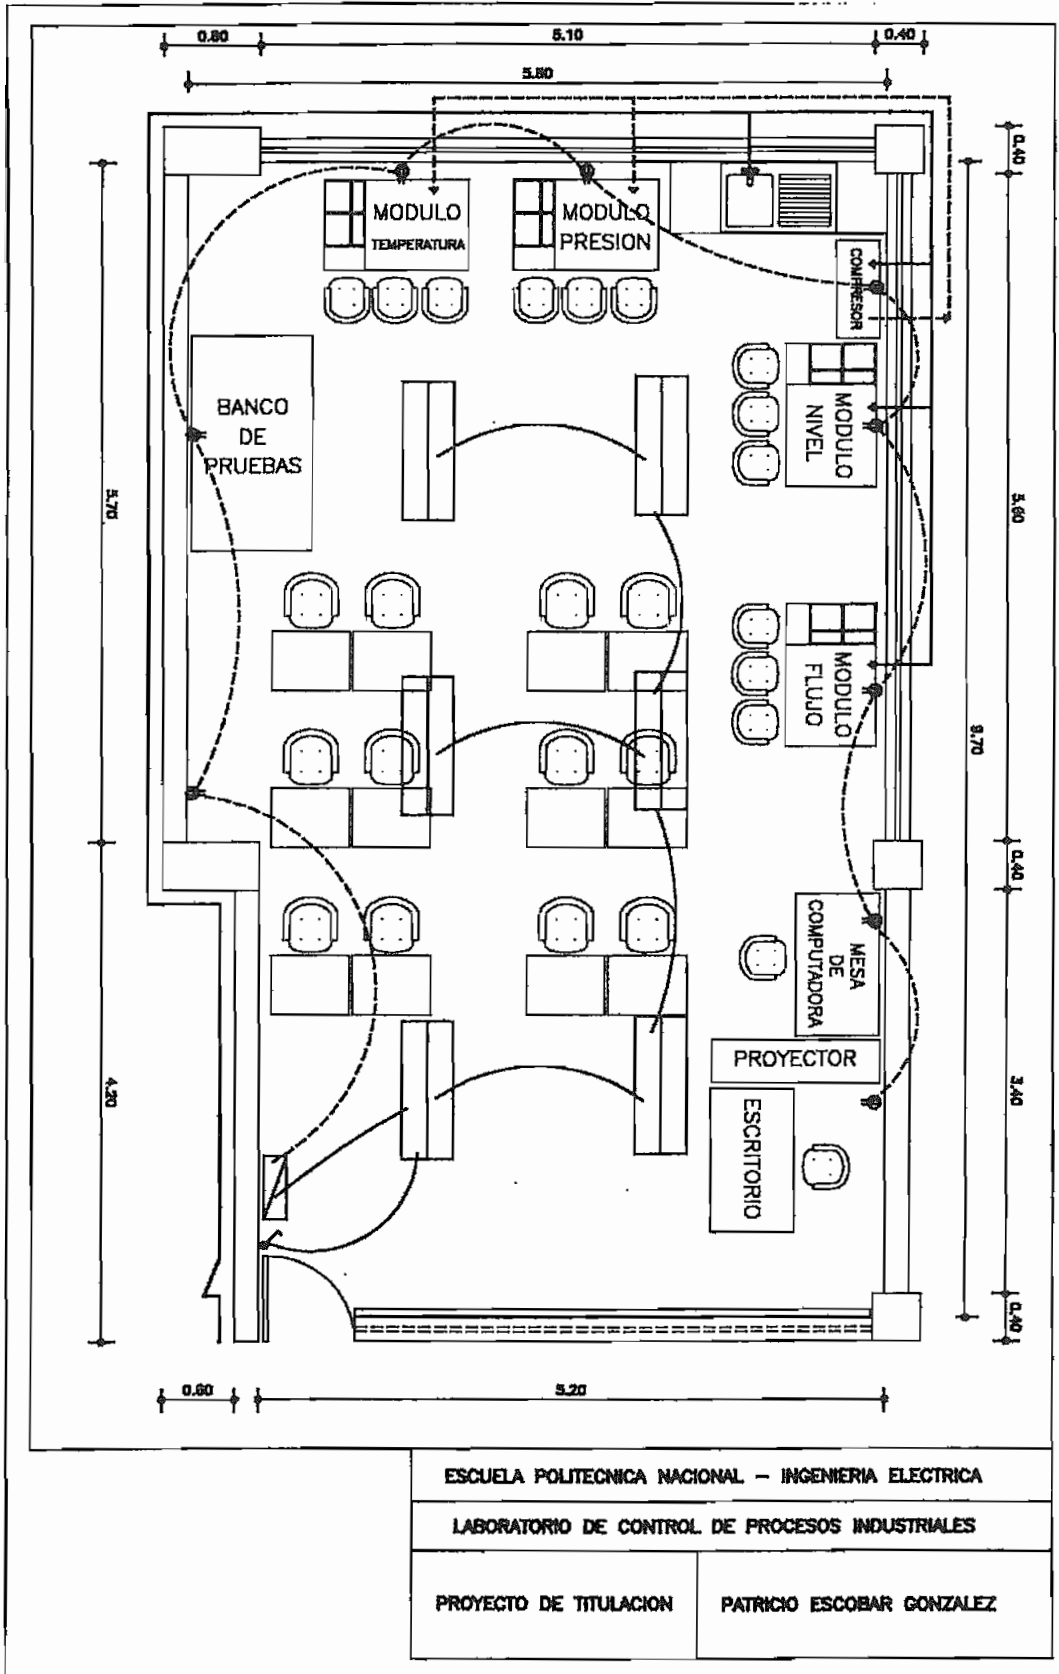 0.80
5.10
0.40
5.80
0.40
MODULO
TEMPERATURA
MODULO
PRESION
COMPRESOR
BANCO
DE
PRUEBAS
MODULO
NIVEL
5.70
5.60
MODULO
FLUJO
9.70
0.40
MESA
DE
COMPUTADORA
PROYECTOR
ESCRITORIO
4.20
3.40
0.40
0.60
5.20
ESCUELA POLITECNICA NACIONAL – INGENIERIA ELECTRICA
LABORATORIO DE CONTROL DE PROCESOS INDUSTRIALES
PROYECTO DE TITULACION
PATRICIO ESCOBAR GONZALEZ